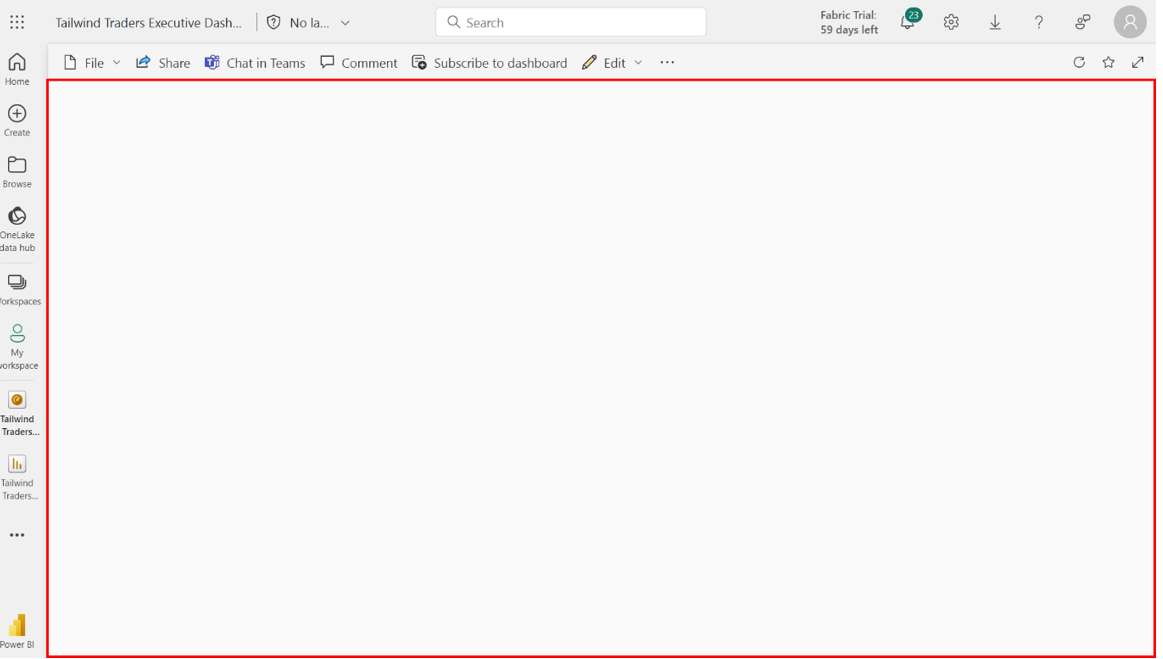 Tailwind Traders Executive Dash...
No la...
Search
Fabric Trial:
59 days left
23
File
Share
Chat in Teams
Comment
Subscribe to dashboard
Edit
Home
Create
Browse
OneLake
data hub
Workspaces
My
workspace
Tailwind
Traders...
Tailwind
Traders...
Power BI